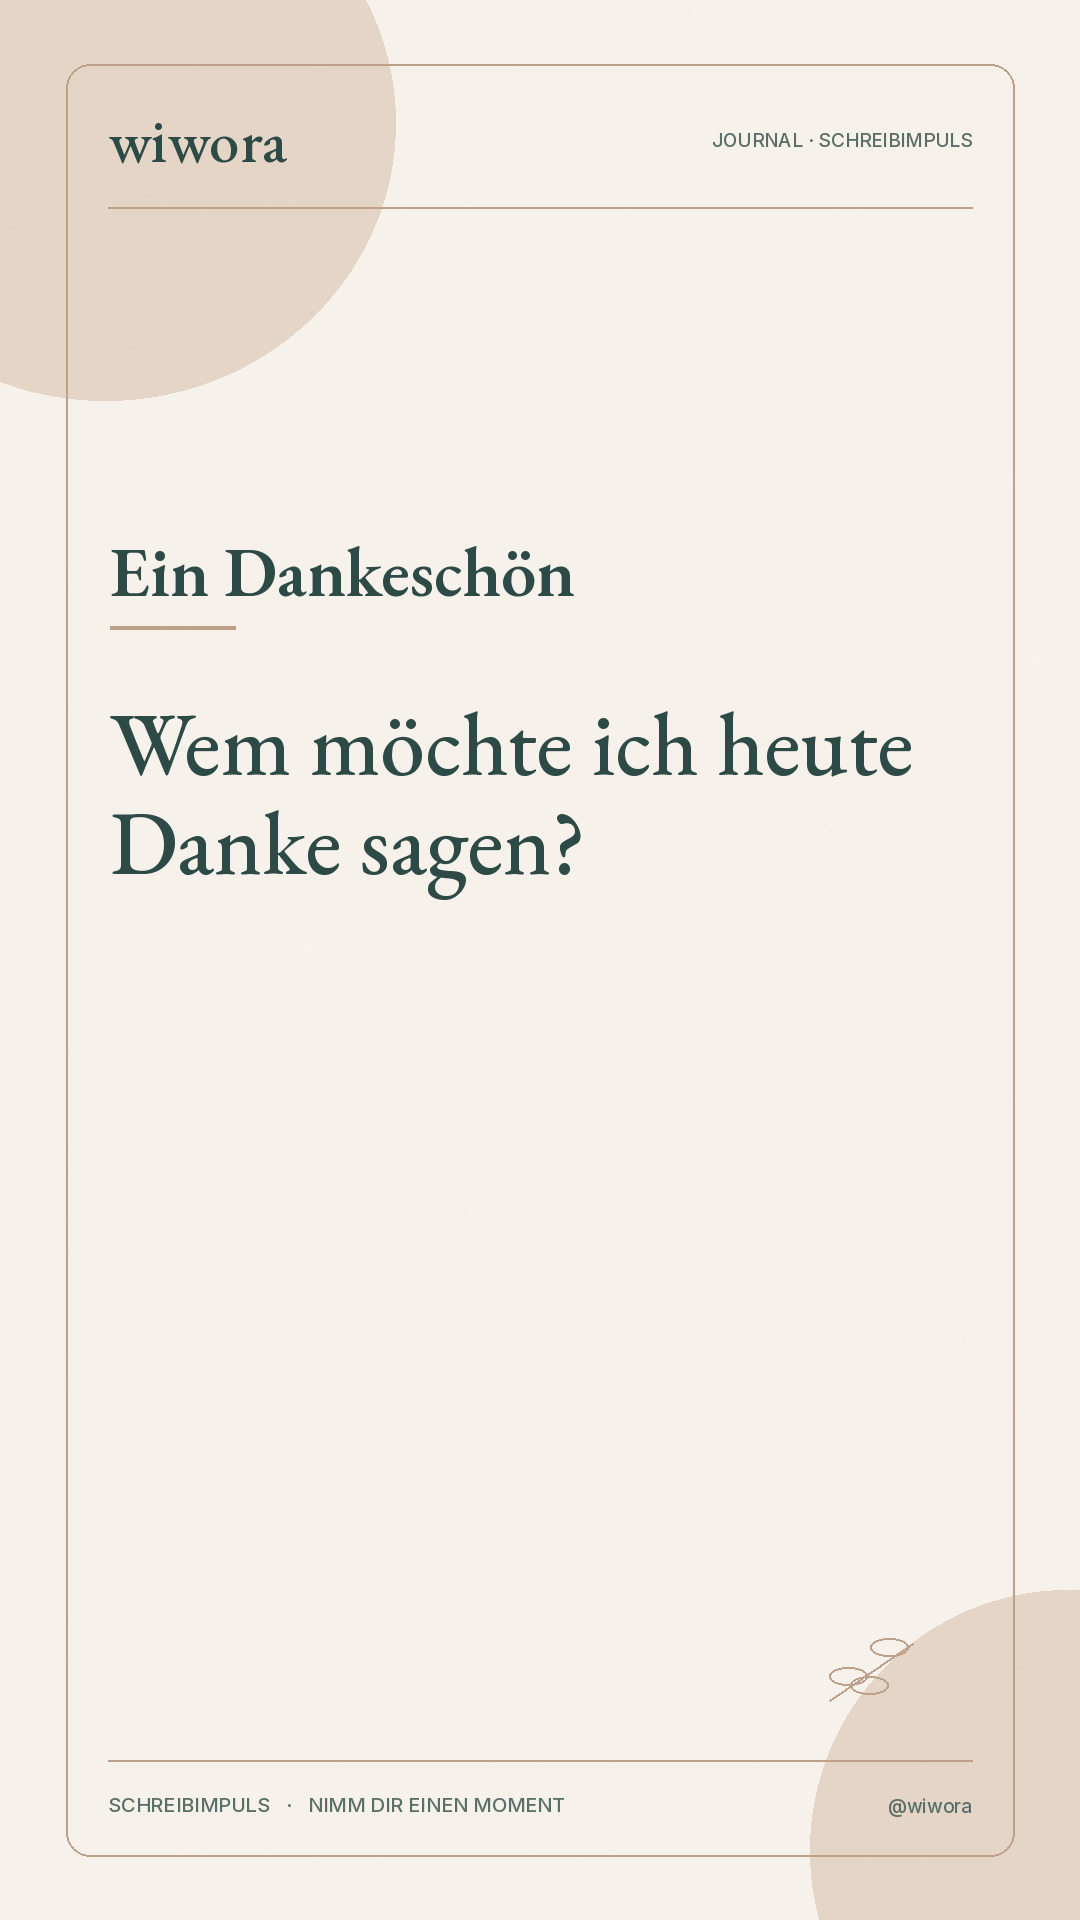 wiwora
JOURNAL · SCHREIBIMPULS
Ein Dankeschön
Wem möchte ich heute
Danke sagen?
SCHREIBIMPULS · NIMM DIR EINEN MOMENT
@wiwora